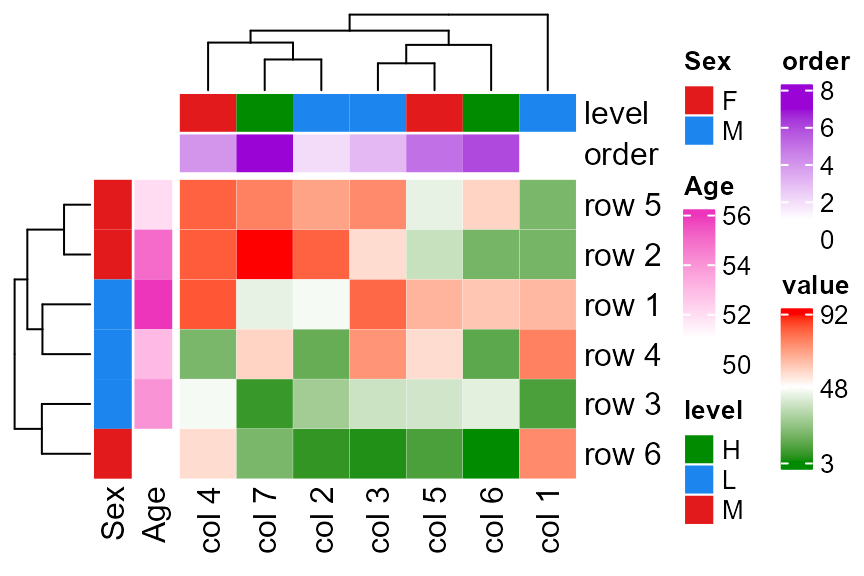 level
order
row 5
row 2
row 1
row 4
row 3
row 6
Sex
Age
col 4
col 7
col 2
col 3
col 5
col 6
col 1
Sex
F
M
Age
56
54
52
50
level
H
L
M
order
8
6
4
2
0
value
92
48
3